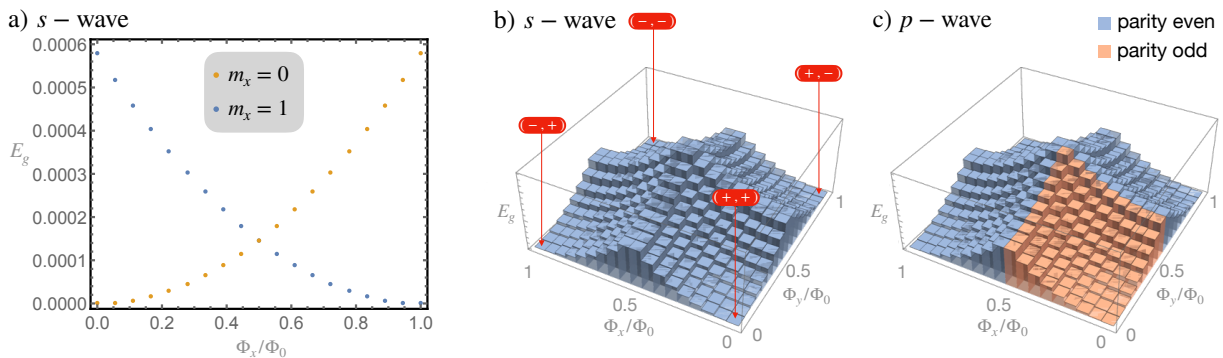 a) s − wave
0.0006
0.0005
0.0004
0.0003
0.0002
0.0001
0.0000
E_g
m_x = 0
m_x = 1
0.0 0.2 0.4 0.6 0.8 1.0
Φ_x/Φ_0
b) s − wave
(−, −)
(+, −)
(−, +)
(+, +)
E_g
1
0.5
0
Φ_x/Φ_0
0
0.5
1
Φ_y/Φ_0
c) p − wave
parity even
parity odd
E_g
1
0.5
0
Φ_x/Φ_0
0
0.5
1
Φ_y/Φ_0